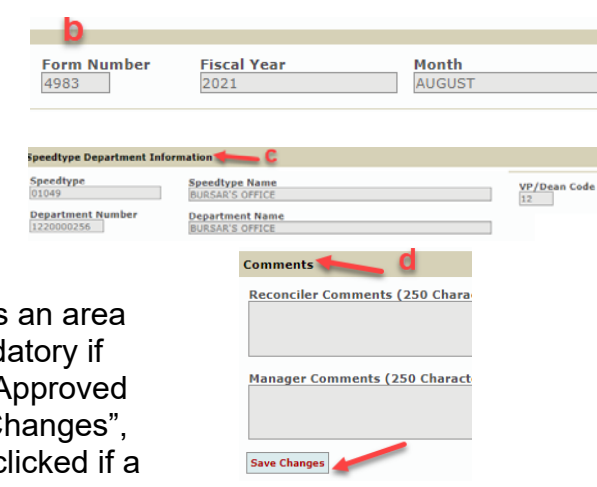 b
Form Number Fiscal Year Month
4983 2021 AUGUST
Speedtype Department Information c
Speedtype Speedtype Name VP/Dean Code
01049 BURSAR'S OFFICE 12
Department Number Department Name
1220000256 BURSAR'S OFFICE
Comments d
Reconciler Comments (250 Chara
s an area
datory if
Approved
Changes”,
clicked if a
Manager Comments (250 Charact
Save Changes